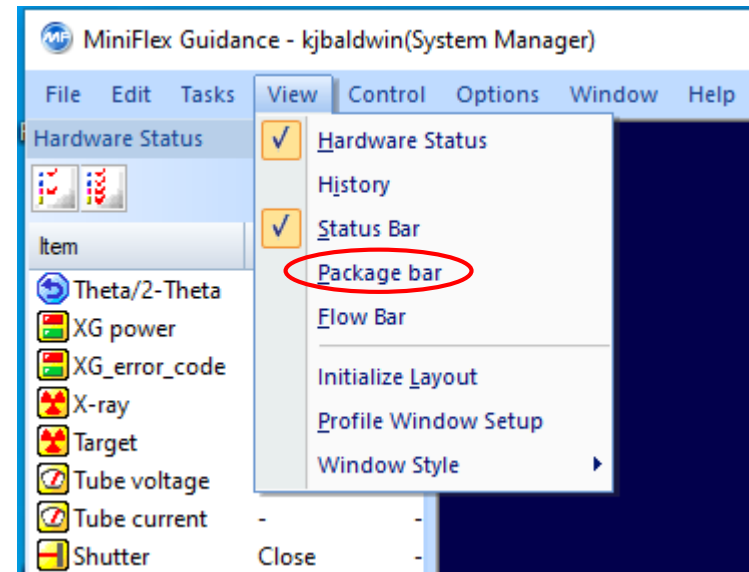 MF MiniFlex Guidance - kjbaldwin(System Manager)
File Edit Tasks View Control Options Window Help
Hardware Status
Item
Theta/2-Theta
XG power
XG_error_code
X-ray
Target
Tube voltage
Tube current - -
Shutter Close -
Hardware Status
History
Status Bar
Package bar
Flow Bar
Initialize Layout
Profile Window Setup
Window Style